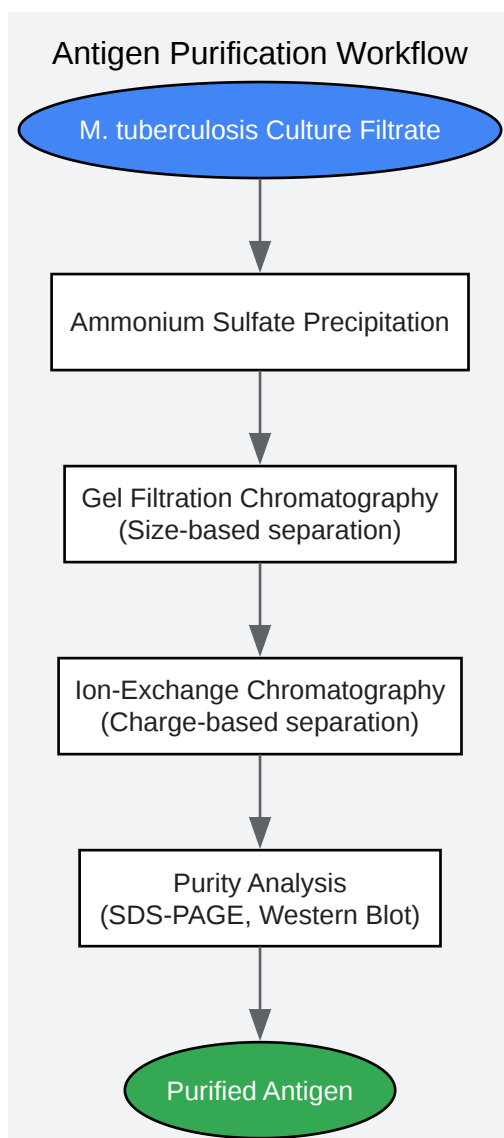 Antigen Purification Workflow
M. tuberculosis Culture Filtrate
Ammonium Sulfate Precipitation
Gel Filtration Chromatography
(Size-based separation)
Ion-Exchange Chromatography
(Charge-based separation)
Purity Analysis
(SDS-PAGE, Western Blot)
Purified Antigen